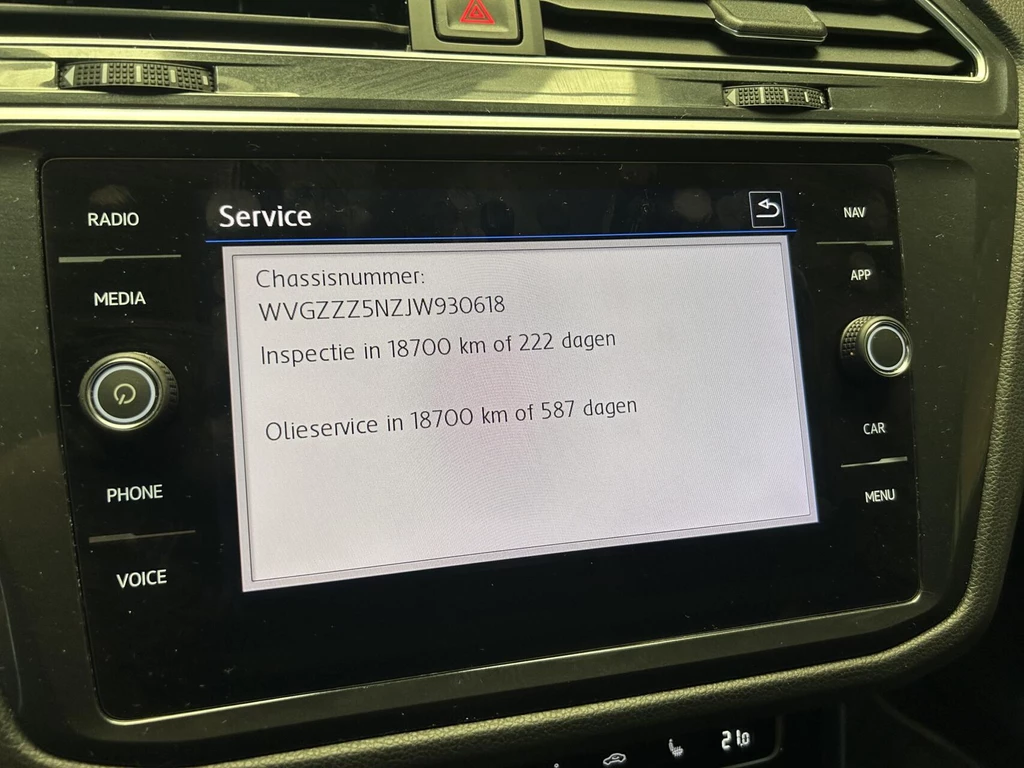 RADIO
MEDIA
PHONE
VOICE
Service
Chassisnummer:
WVGZZZ5NZJW930618
Inspectie in 18700 km of 222 dagen
Olieservice in 18700 km of 587 dagen
NAV
APP
CAR
MENU
21.0